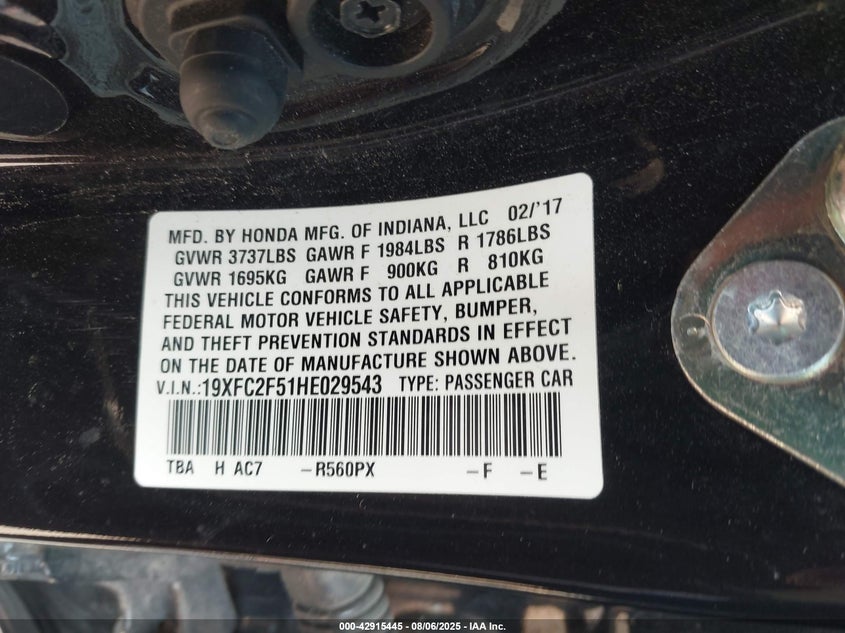 MFD. BY HONDA MFG. OF INDIANA, LLC 02/'17
GVWR 3737LBS GAWR F 1984LBS R 1786LBS
GVWR 1695KG GAWR F 900KG R 810KG
THIS VEHICLE CONFORMS TO ALL APPLICABLE
FEDERAL MOTOR VEHICLE SAFETY, BUMPER,
AND THEFT PREVENTION STANDARDS IN EFFECT
ON THE DATE OF MANUFACTURE SHOWN ABOVE.
V.I.N.:19XFC2F51HE029543 TYPE: PASSENGER CAR
TBA H AC7 –R560PX –F –E
000-42915445 - 08/06/2025 - IAA Inc.